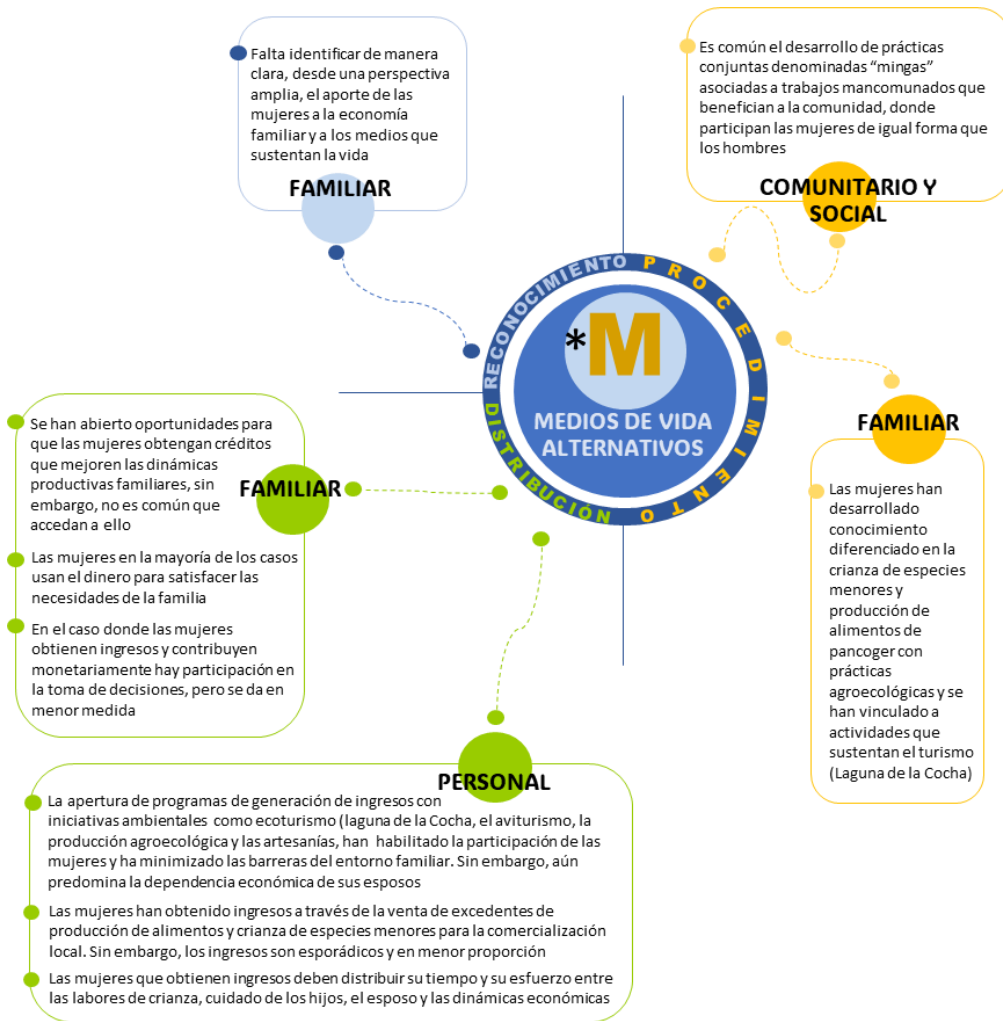 Falta identificar de manera
clara, desde una perspectiva
amplia, el aporte de las
mujeres a la economía
familiar y a los medios que
sustentan la vida
FAMILIAR
Es común el desarrollo de prácticas
conjuntas denominadas “mingas”
asociadas a trabajos mancomunados que
benefician a la comunidad, donde
participan las mujeres de igual forma que
los hombres
COMUNITARIO Y
SOCIAL
RECONOCIMIENTO
PROCEDIMIENTO
DISTRIBUCIÓN
*M
MEDIOS DE VIDA
ALTERNATIVOS
Se han abierto oportunidades para
que las mujeres obtengan créditos
que mejoren las dinámicas
productivas familiares, sin
embargo, no es común que
accedan a ello
FAMILIAR
Las mujeres en la mayoría de los casos
usan el dinero para satisfacer las
necesidades de la familia
En el caso donde las mujeres
obtienen ingresos y contribuyen
monetariamente hay participación en
la toma de decisiones, pero se da en
menor medida
FAMILIAR
Las mujeres han
desarrollado
conocimiento
diferenciado en la
crianza de especies
menores y
producción de
alimentos de
pancoger con
prácticas
agroecológicas y se
han vinculado a
actividades que
sustentan el turismo
(Laguna de la Cocha)
PERSONAL
La apertura de programas de generación de ingresos con
iniciativas ambientales como ecoturismo (laguna de la Cocha, el aviturismo, la
producción agroecológica y las artesanías, han habilitado la participación de las
mujeres y ha minimizado las barreras del entorno familiar. Sin embargo, aún
predomina la dependencia económica de sus esposos
Las mujeres han obtenido ingresos a través de la venta de excedentes de
producción de alimentos y crianza de especies menores para la comercialización
local. Sin embargo, los ingresos son esporádicos y en menor proporción
Las mujeres que obtienen ingresos deben distribuir su tiempo y su esfuerzo entre
las labores de crianza, cuidado de los hijos, el esposo y las dinámicas económicas